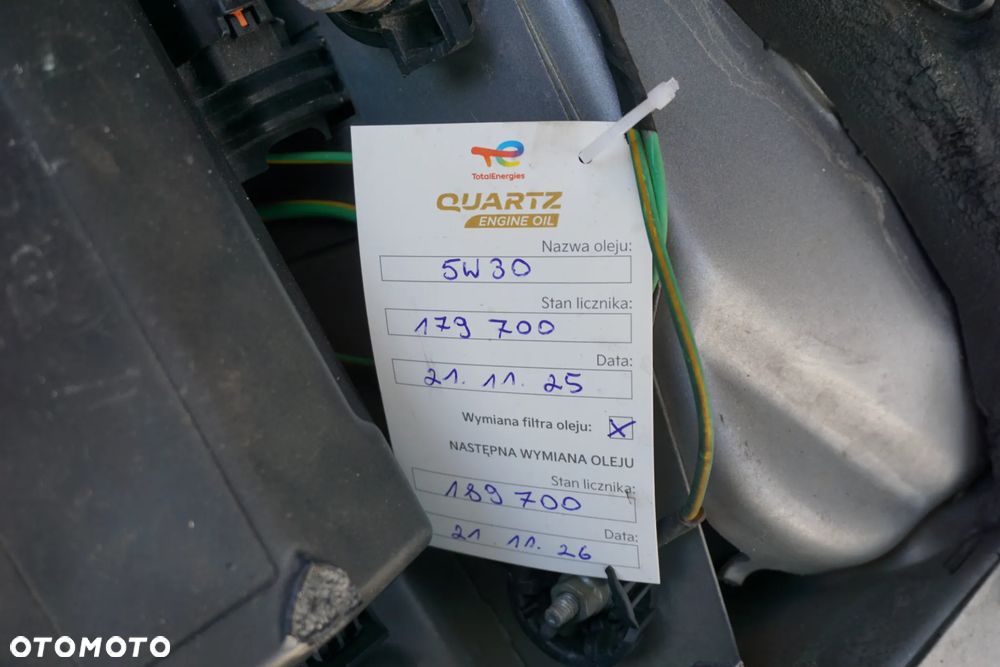 TotalEnergies
QUARTZ
ENGINE OIL
Nazwa oleju:
5W30
Stan licznika:
179 700
Data:
21. 11. 25
Wymiana filtra oleju: X
NASTĘPNA WYMIANA OLEJU
Stan licznika:
189 700
Data:
21 11. 26
OTOMOTO